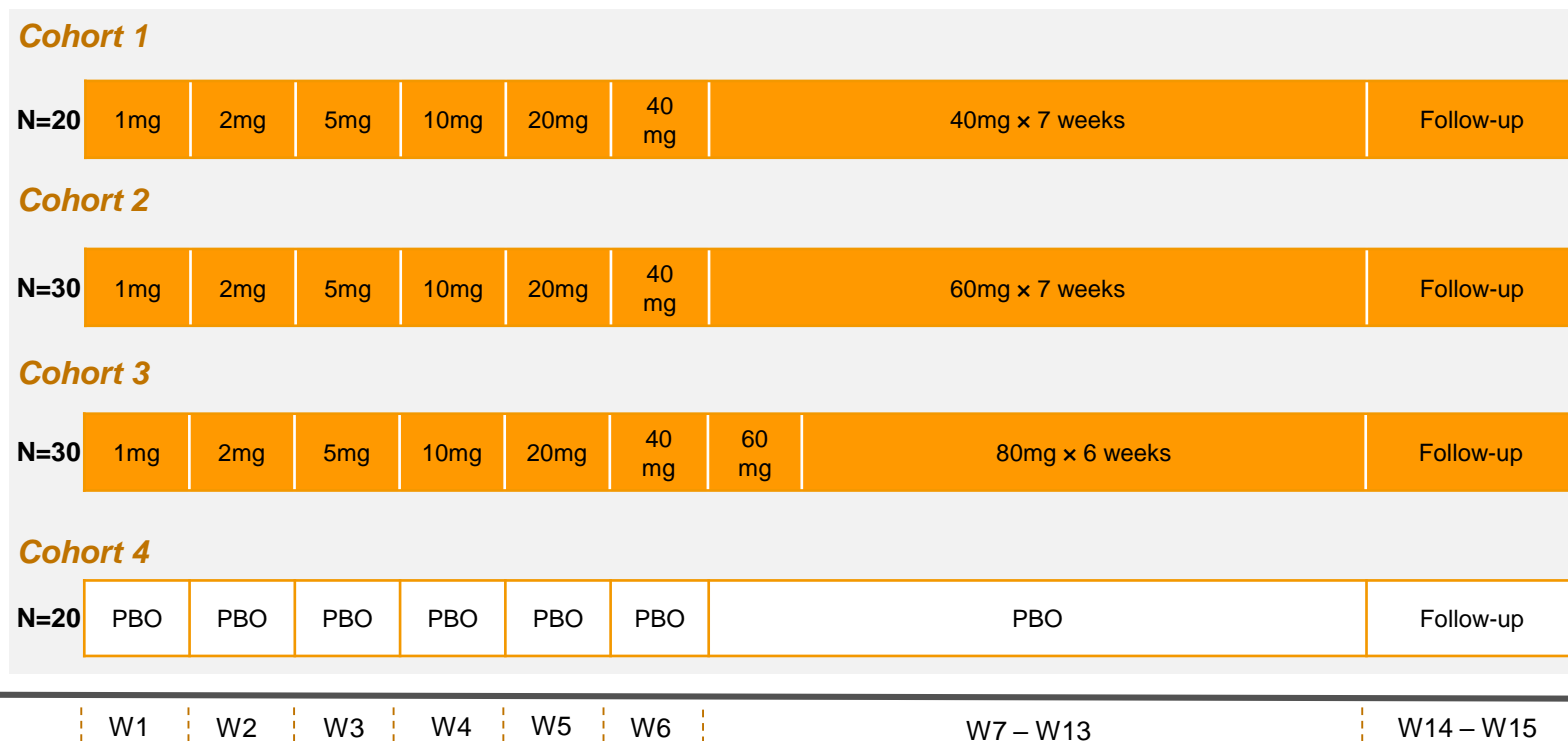 Cohort 1
N=20 1mg 2mg 5mg 10mg 20mg 40 mg 40mg × 7 weeks Follow-up
Cohort 2
N=30 1mg 2mg 5mg 10mg 20mg 40 mg 60mg × 7 weeks Follow-up
Cohort 3
N=30 1mg 2mg 5mg 10mg 20mg 40 mg 60 mg 80mg × 6 weeks Follow-up
Cohort 4
N=20 PBO PBO PBO PBO PBO PBO PBO Follow-up
W1 W2 W3 W4 W5 W6 W7 – W13 W14 – W15